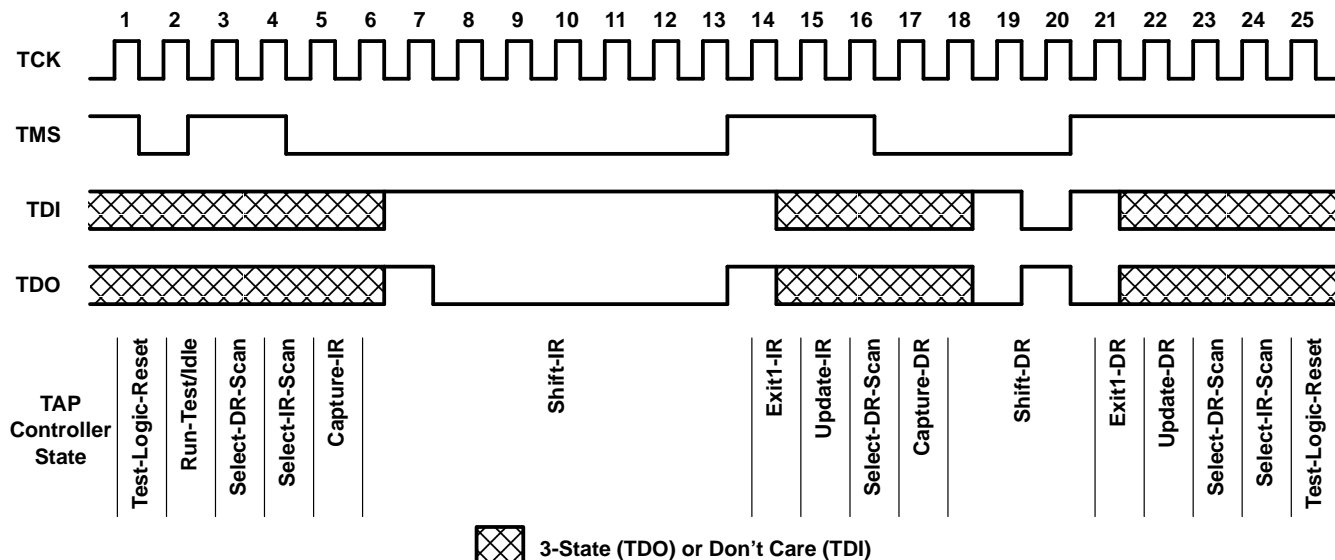 1 2 3 4 5 6 7 8 9 10 11 12 13 14 15 16 17 18 19 20 21 22 23 24 25
TCK
TMS
TDI
TDO
TAP
Controller
State
Test-Logic-Reset
Run-Test/Idle
Select-DR-Scan
Select-IR-Scan
Capture-IR
Shift-IR
Exit1-IR
Update-IR
Select-DR-Scan
Capture-DR
Shift-DR
Exit1-DR
Update-DR
Select-DR-Scan
Select-IR-Scan
Test-Logic-Reset
3-State (TDO) or Don't Care (TDI)